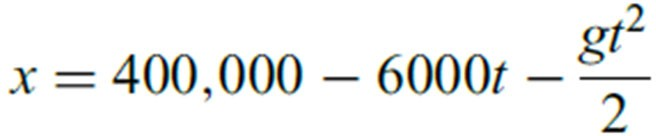 x = 400,000 − 6000t − gt²/2